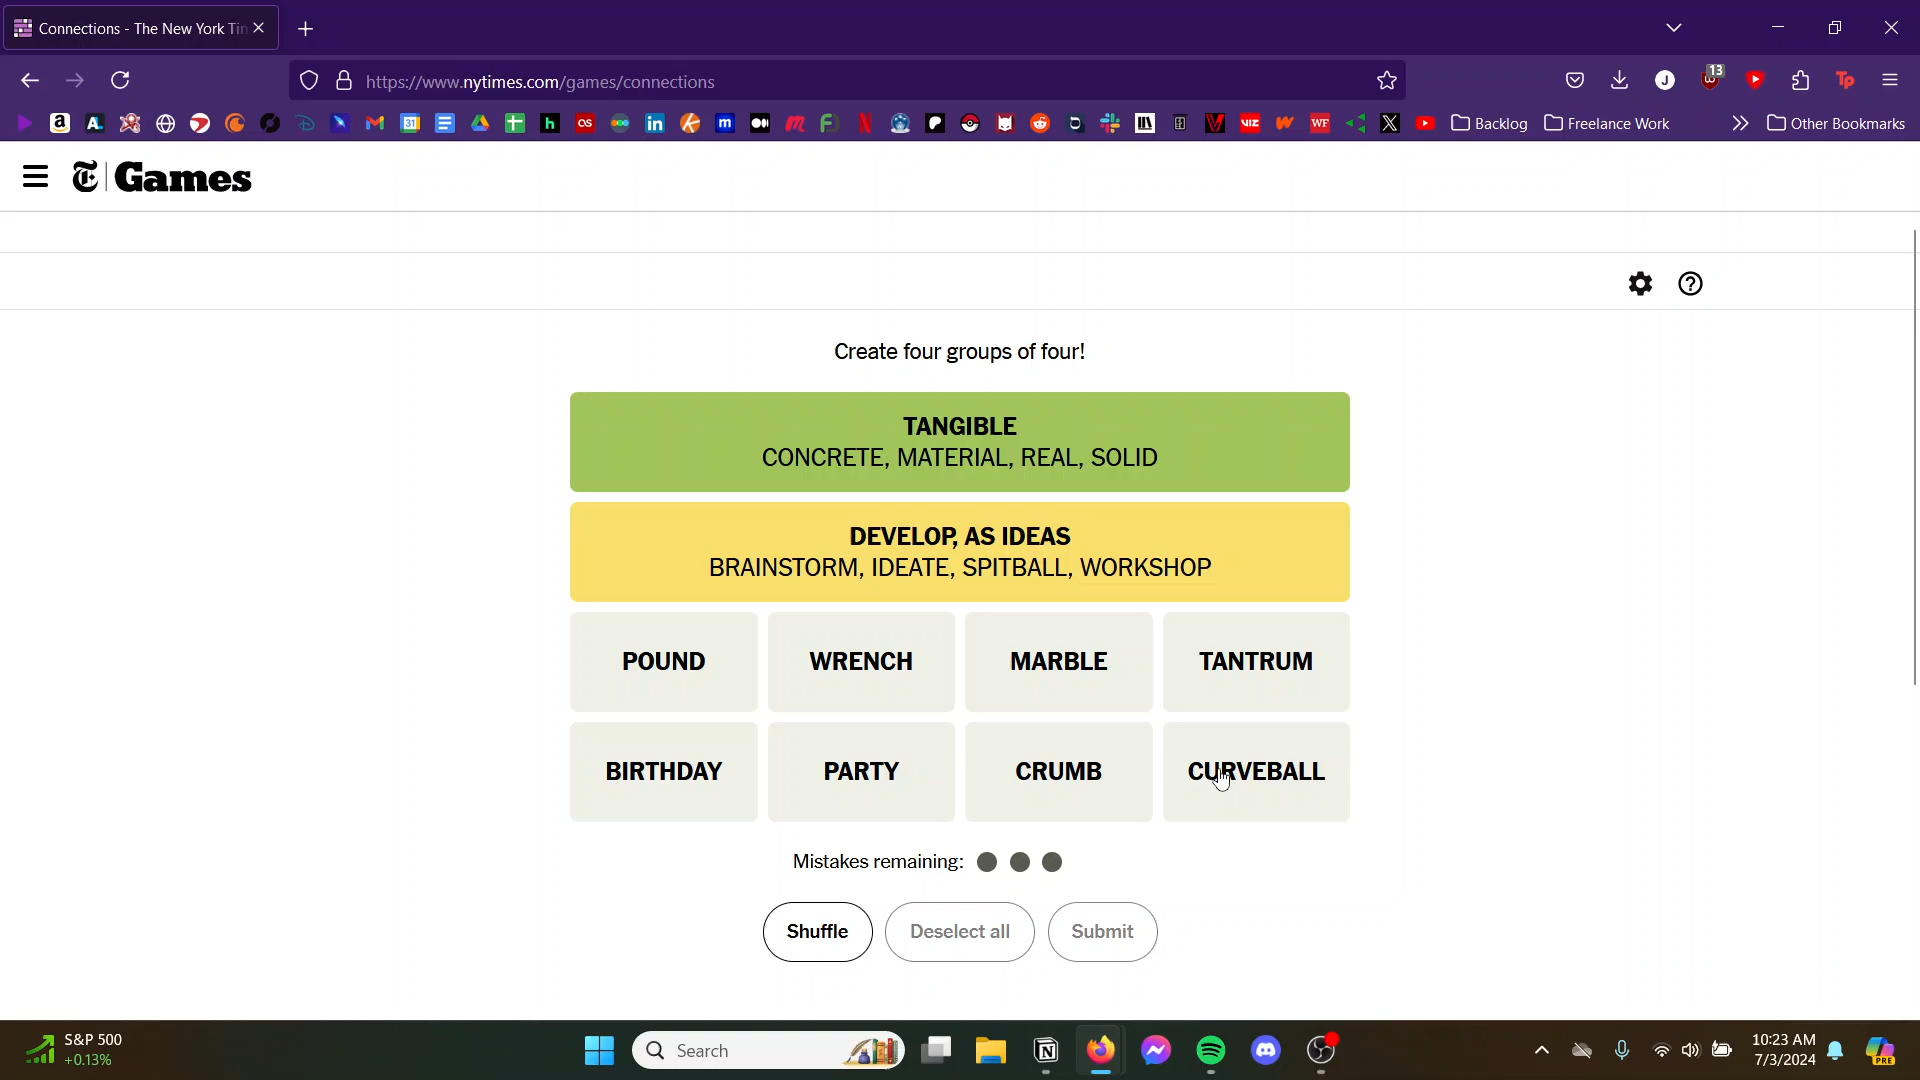 Connections - The New York Tin
https://www.nytimes.com/games/connections
13
Backlog
Freelance Work
Other Bookmarks
Games
Create four groups of four!
TANGIBLE
CONCRETE, MATERIAL, REAL, SOLID
DEVELOP, AS IDEAS
BRAINSTORM, IDEATE, SPITBALL, WORKSHOP
POUND WRENCH MARBLE TANTRUM
BIRTHDAY PARTY CRUMB CURVEBALL
Mistakes remaining:
Shuffle Deselect all Submit
S&P 500
+0.13%
Search
10:23 AM
7/3/2024